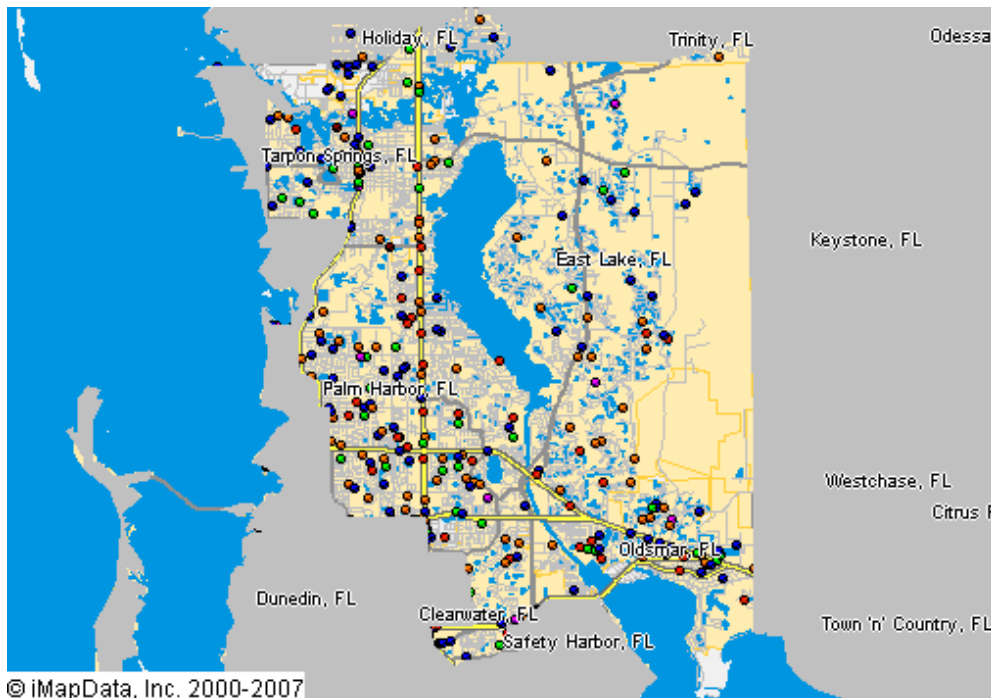 Holiday, FL
Trinity, FL
Odessa
Tarpon Springs, FL
Keystone, FL
East Lake, FL
Palm Harbor, FL
Westchase, FL
Citrus
Oldsmar, FL
Dunedin, FL
Clearwater, FL
Town 'n' Country, FL
Safety Harbor, FL
© iMapData, Inc. 2000-2007